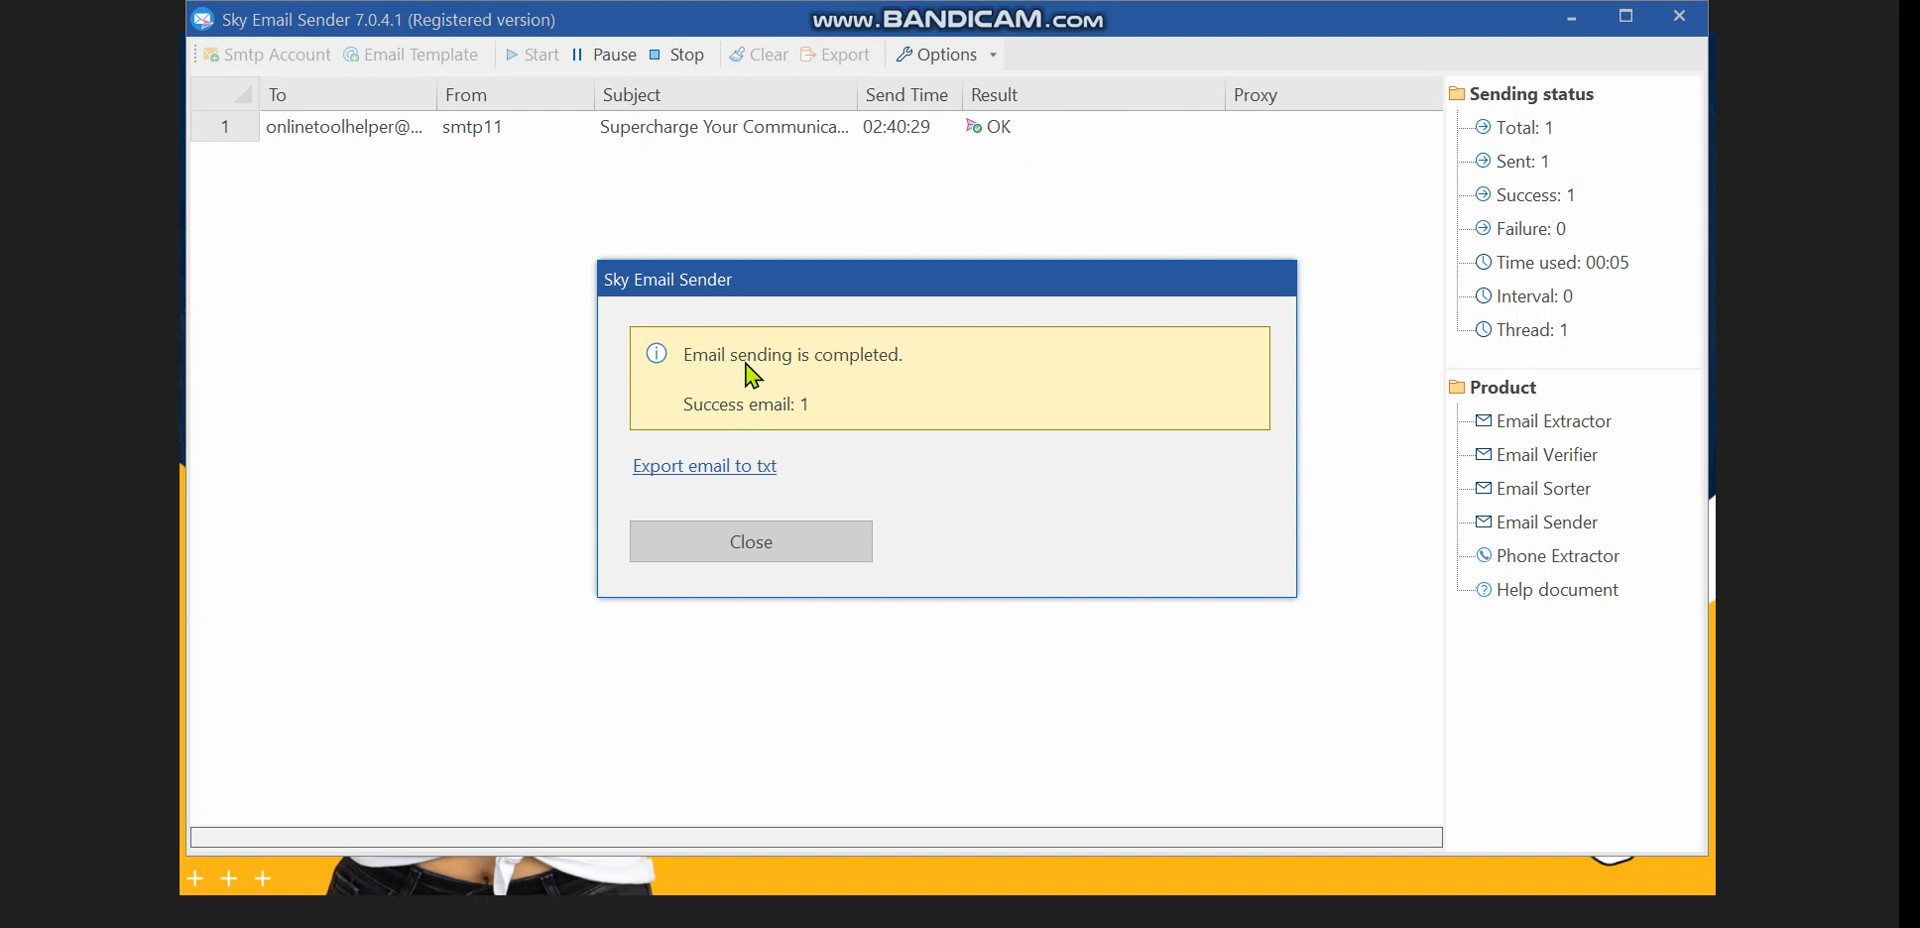 Sky Email Sender 7.0.4.1 (Registered version)
www.BANDICAM.com
Smtp Account Email Template Start Pause Stop Clear Export Options
To From Subject Send Time Result Proxy
1 onlinetoolhelper@... smtp11 Supercharge Your Communica... 02:40:29 OK
Sending status
Total: 1
Sent: 1
Success: 1
Failure: 0
Time used: 00:05
Interval: 0
Thread: 1
Sky Email Sender
Email sending is completed.
Success email: 1
Export email to txt
Close
Product
Email Extractor
Email Verifier
Email Sorter
Email Sender
Phone Extractor
Help document